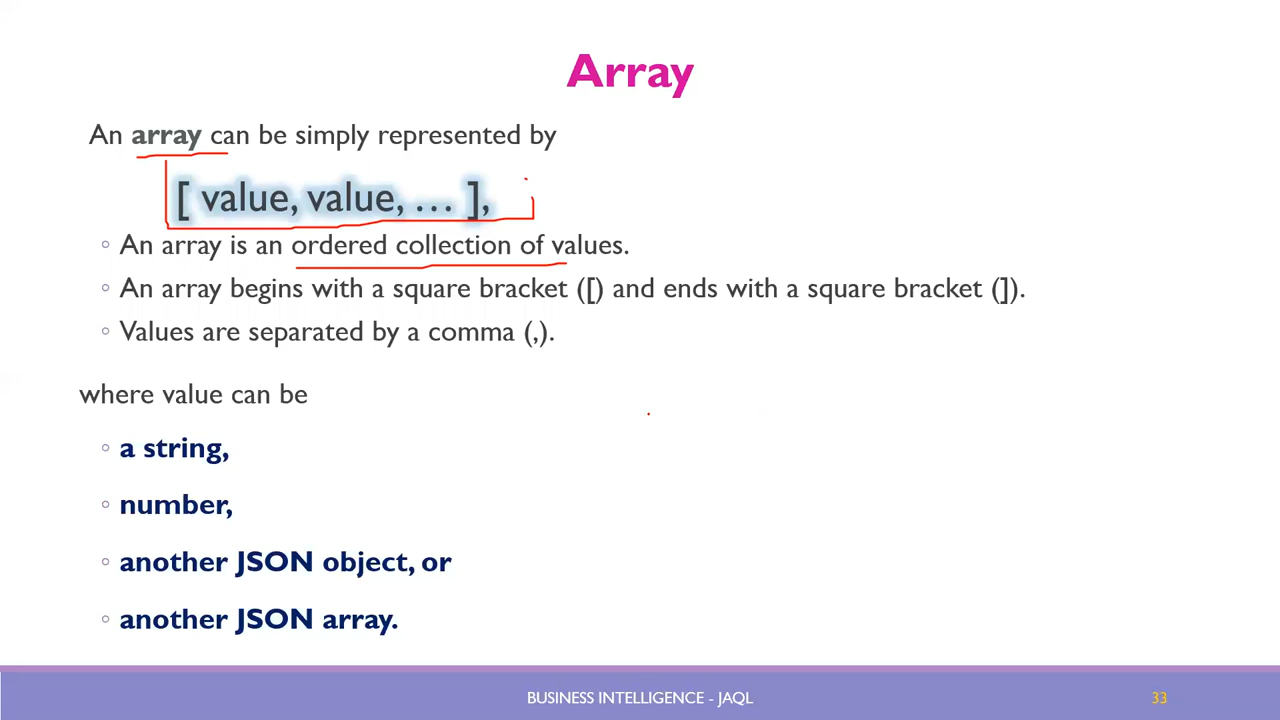 Array
An array can be simply represented by
[ value, value, … ],
◦ An array is an ordered collection of values.
◦ An array begins with a square bracket ([) and ends with a square bracket (]).
◦ Values are separated by a comma (,).
where value can be
◦ a string,
◦ number,
◦ another JSON object, or
◦ another JSON array.
BUSINESS INTELLIGENCE - JAQL
33